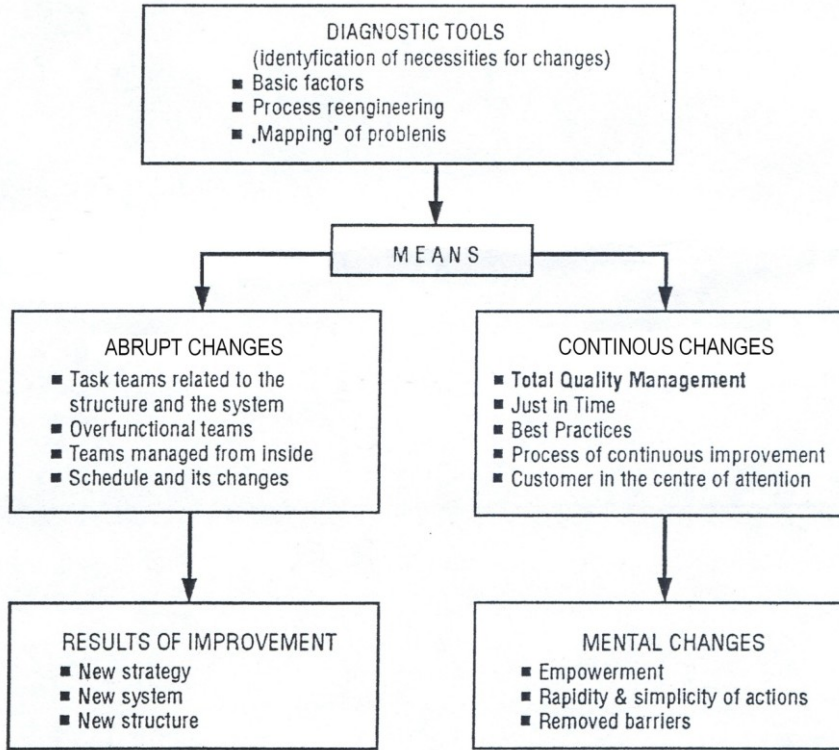 DIAGNOSTIC TOOLS
(identyfication of necessities for changes)
■ Basic factors
■ Process reengineering
■ „Mapping" of problenis
MEANS
ABRUPT CHANGES
■ Task teams related to the
structure and the system
■ Overfunctional teams
■ Teams managed from inside
■ Schedule and its changes
CONTINOUS CHANGES
■ Total Quality Management
■ Just in Time
■ Best Practices
■ Process of continuous improvement
■ Customer in the centre of attention
RESULTS OF IMPROVEMENT
■ New strategy
■ New system
■ New structure
MENTAL CHANGES
■ Empowerment
■ Rapidity & simplicity of actions
■ Removed barriers